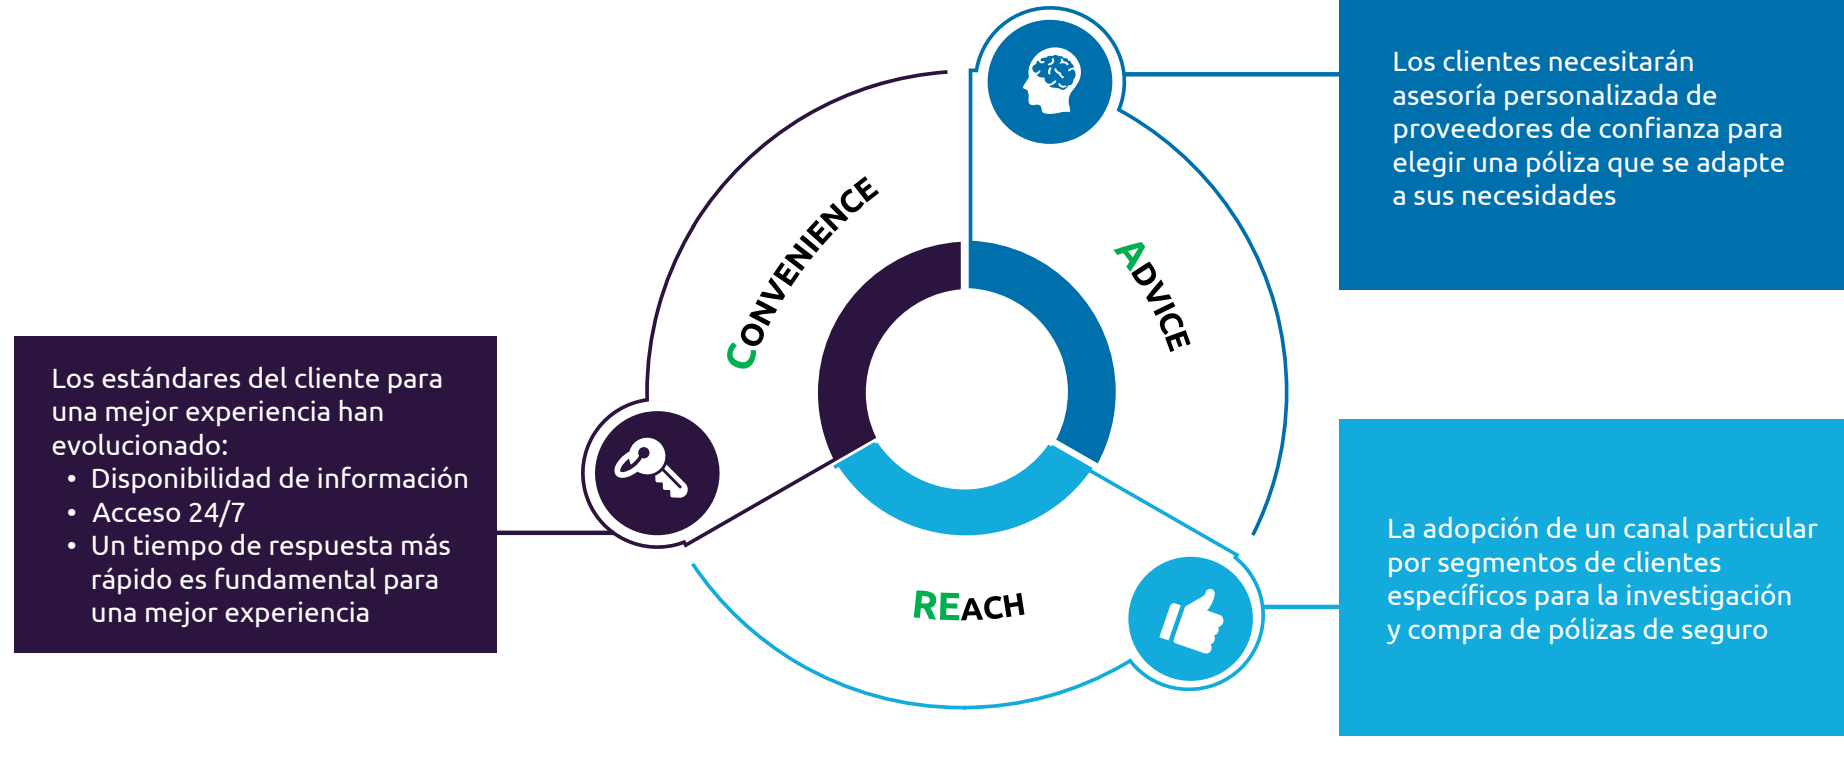 Los clientes necesitarán
asesoría personalizada de
proveedores de confianza para
elegir una póliza que se adapte
a sus necesidades
CONVENIENCE
ADVICE
Los estándares del cliente para
una mejor experiencia han
evolucionado:
• Disponibilidad de información
• Acceso 24/7
• Un tiempo de respuesta más
rápido es fundamental para
una mejor experiencia
REACH
La adopción de un canal particular
por segmentos de clientes
específicos para la investigación
y compra de pólizas de seguro